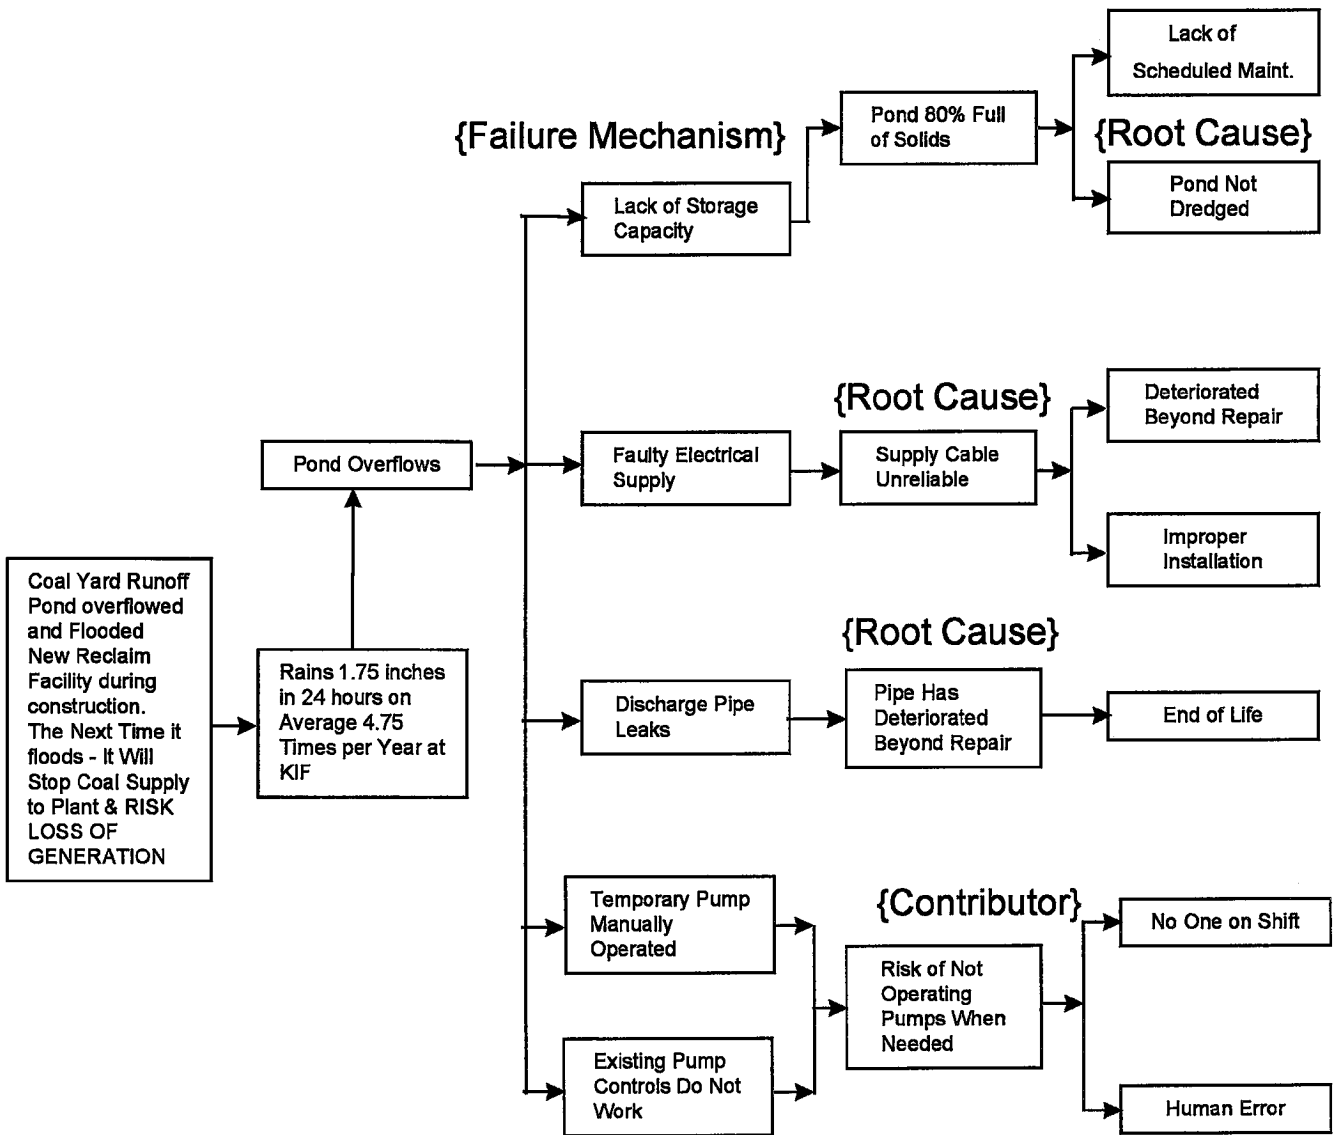 Lack of
Scheduled Maint.
{Root Cause}
Pond Not
Dredged
Pond 80% Full
of Solids
{Failure Mechanism}
Lack of Storage
Capacity
{Root Cause}
Deteriorated
Beyond Repair
Pond Overflows
Faulty Electrical
Supply
Supply Cable
Unreliable
Improper
Installation
Coal Yard Runoff
Pond overflowed
and Flooded
New Reclaim
Facility during
construction.
The Next Time it
floods - It Will
Stop Coal Supply
to Plant & RISK
LOSS OF
GENERATION
Rains 1.75 inches
in 24 hours on
Average 4.75
Times per Year at
KIF
{Root Cause}
Discharge Pipe
Leaks
Pipe Has
Deteriorated
Beyond Repair
End of Life
Temporary Pump
Manually
Operated
{Contributor}
No One on Shift
Risk of Not
Operating
Pumps When
Needed
Existing Pump
Controls Do Not
Work
Human Error